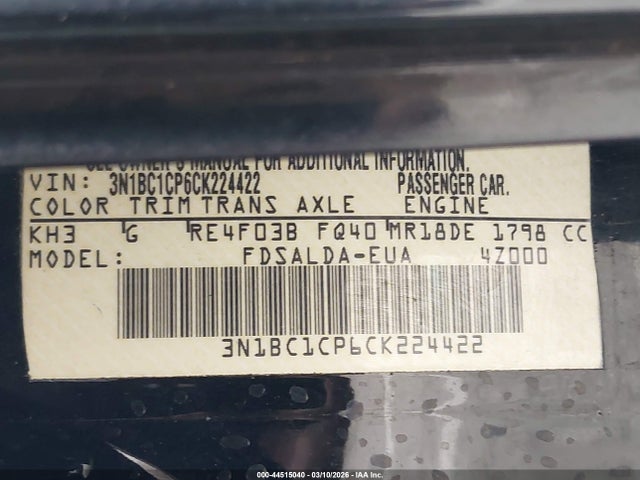 SEE OWNER'S MANUAL FOR ADDITIONAL INFORMATION.
VIN: 3N1BC1CP6CK224422 PASSENGER CAR.
COLOR TRIM TRANS AXLE ENGINE
KH3 G RE4F03B FQ40 MR18DE 1798 CC
MODEL: FDSALDA-EUA 4Z000
3N1BC1CP6CK224422
000-44515040 - 03/10/2026 - IAA Inc.